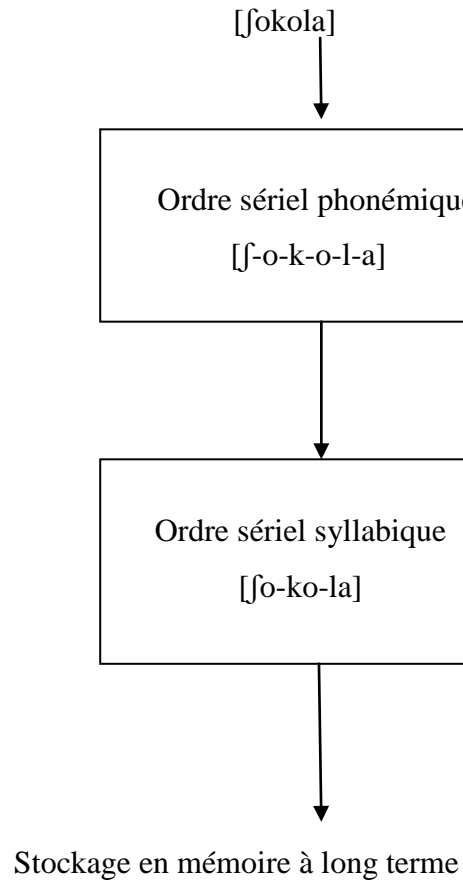 [ʃokola]
Ordre sériel phonémique
[ʃ-o-k-o-l-a]
Ordre sériel syllabique
[ʃo-ko-la]
Stockage en mémoire à long terme